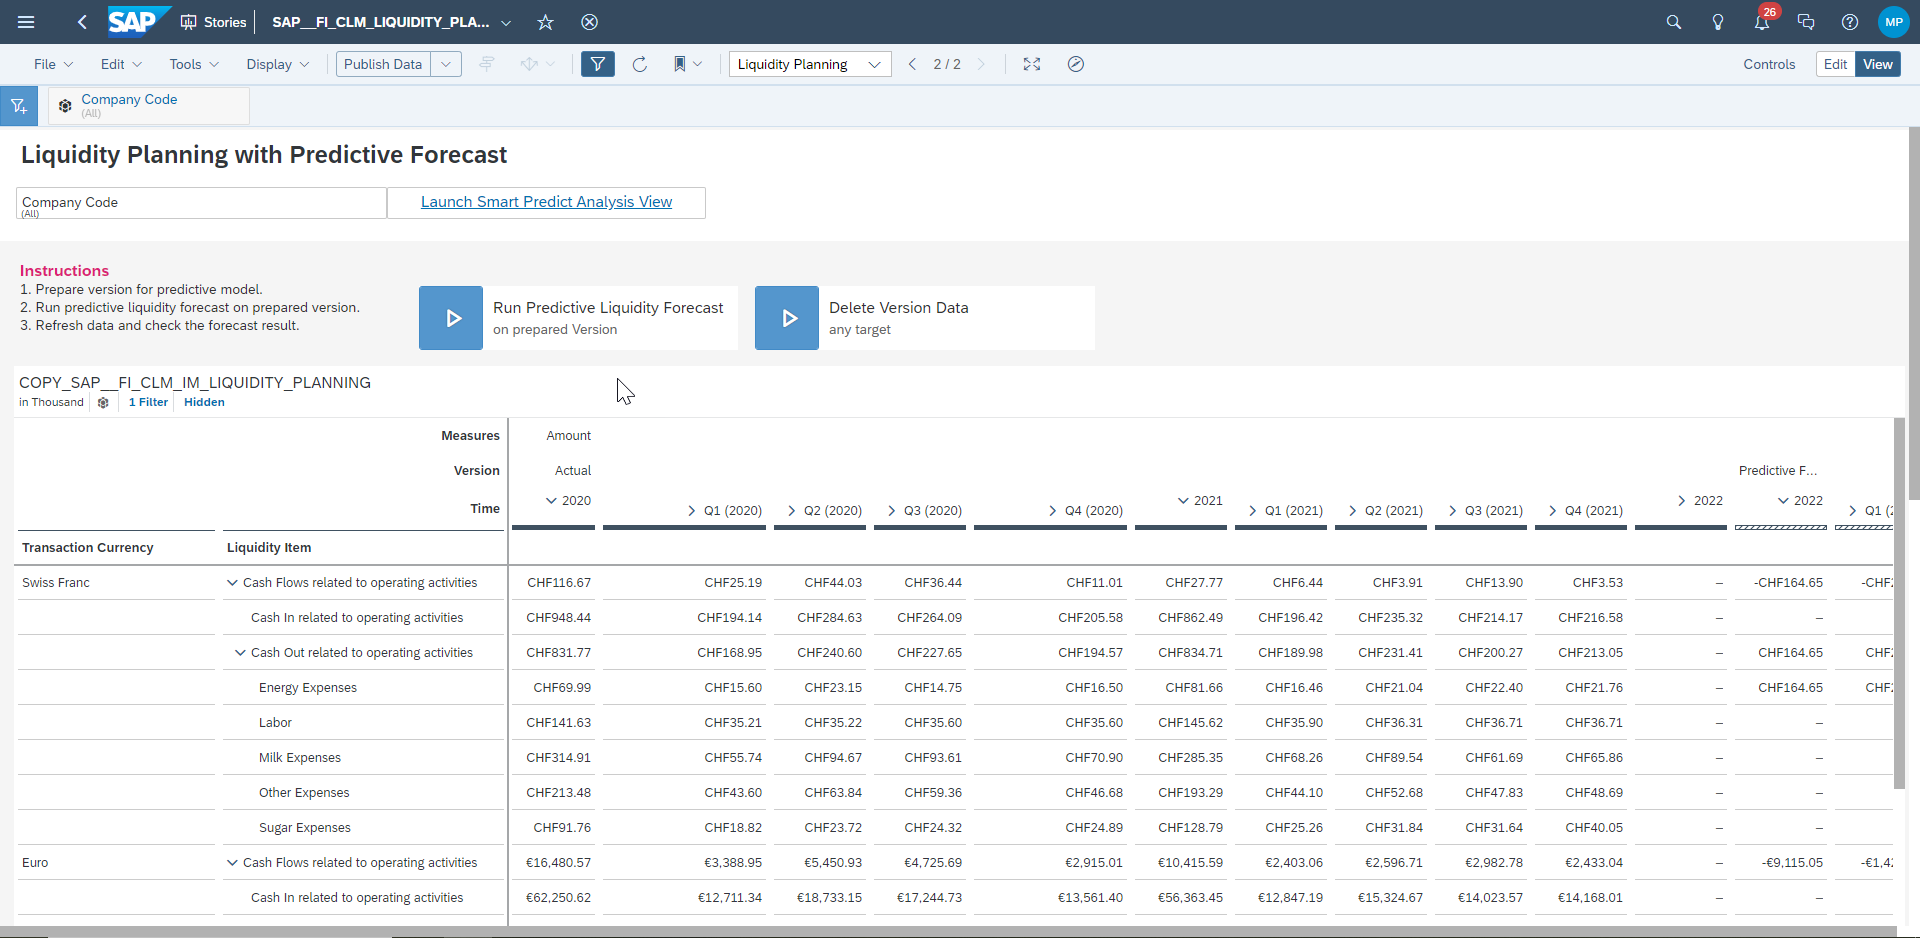 SAP Stories SAP__FI_CLM_LIQUIDITY_PLA... 26 MP
File Edit Tools Display Publish Data Liquidity Planning 2 / 2 Controls Edit View
Company Code
(All)
Liquidity Planning with Predictive Forecast
Company Code Launch Smart Predict Analysis View
(All)
Instructions
1. Prepare version for predictive model.
2. Run predictive liquidity forecast on prepared version.
3. Refresh data and check the forecast result.
Run Predictive Liquidity Forecast
on prepared Version
Delete Version Data
any target
COPY_SAP__FI_CLM_IM_LIQUIDITY_PLANNING
in Thousand 1 Filter Hidden
Measures Amount
Version Actual Predictive F...
Time 2020 Q1 (2020) Q2 (2020) Q3 (2020) Q4 (2020) 2021 Q1 (2021) Q2 (2021) Q3 (2021) Q4 (2021) 2022 2022 Q1 (2
Transaction Currency Liquidity Item
Swiss Franc Cash Flows related to operating activities CHF116.67 CHF25.19 CHF44.03 CHF36.44 CHF11.01 CHF27.77 CHF6.44 CHF3.91 CHF13.90 CHF3.53 – -CHF164.65 -CHF
Cash In related to operating activities CHF948.44 CHF194.14 CHF284.63 CHF264.09 CHF205.58 CHF862.49 CHF196.42 CHF235.32 CHF214.17 CHF216.58 – –
Cash Out related to operating activities CHF831.77 CHF168.95 CHF240.60 CHF227.65 CHF194.57 CHF834.71 CHF189.98 CHF231.41 CHF200.27 CHF213.05 – CHF164.65 CHF
Energy Expenses CHF69.99 CHF15.60 CHF23.15 CHF14.75 CHF16.50 CHF81.66 CHF16.46 CHF21.04 CHF22.40 CHF21.76 – CHF164.65 CHF
Labor CHF141.63 CHF35.21 CHF35.22 CHF35.60 CHF35.60 CHF145.62 CHF35.90 CHF36.31 CHF36.71 CHF36.71 – –
Milk Expenses CHF314.91 CHF55.74 CHF94.67 CHF93.61 CHF70.90 CHF285.35 CHF68.26 CHF89.54 CHF61.69 CHF65.86 – –
Other Expenses CHF213.48 CHF43.60 CHF63.84 CHF59.36 CHF46.68 CHF193.29 CHF44.10 CHF52.68 CHF47.83 CHF48.69 – –
Sugar Expenses CHF91.76 CHF18.82 CHF23.72 CHF24.32 CHF24.89 CHF128.79 CHF25.26 CHF31.84 CHF31.64 CHF40.05 – –
Euro Cash Flows related to operating activities €16,480.57 €3,388.95 €5,450.93 €4,725.69 €2,915.01 €10,415.59 €2,403.06 €2,596.71 €2,982.78 €2,433.04 – -€9,115.05 -€1,4
Cash In related to operating activities €62,250.62 €12,711.34 €18,733.15 €17,244.73 €13,561.40 €56,363.45 €12,847.19 €15,324.67 €14,023.57 €14,168.01 – –